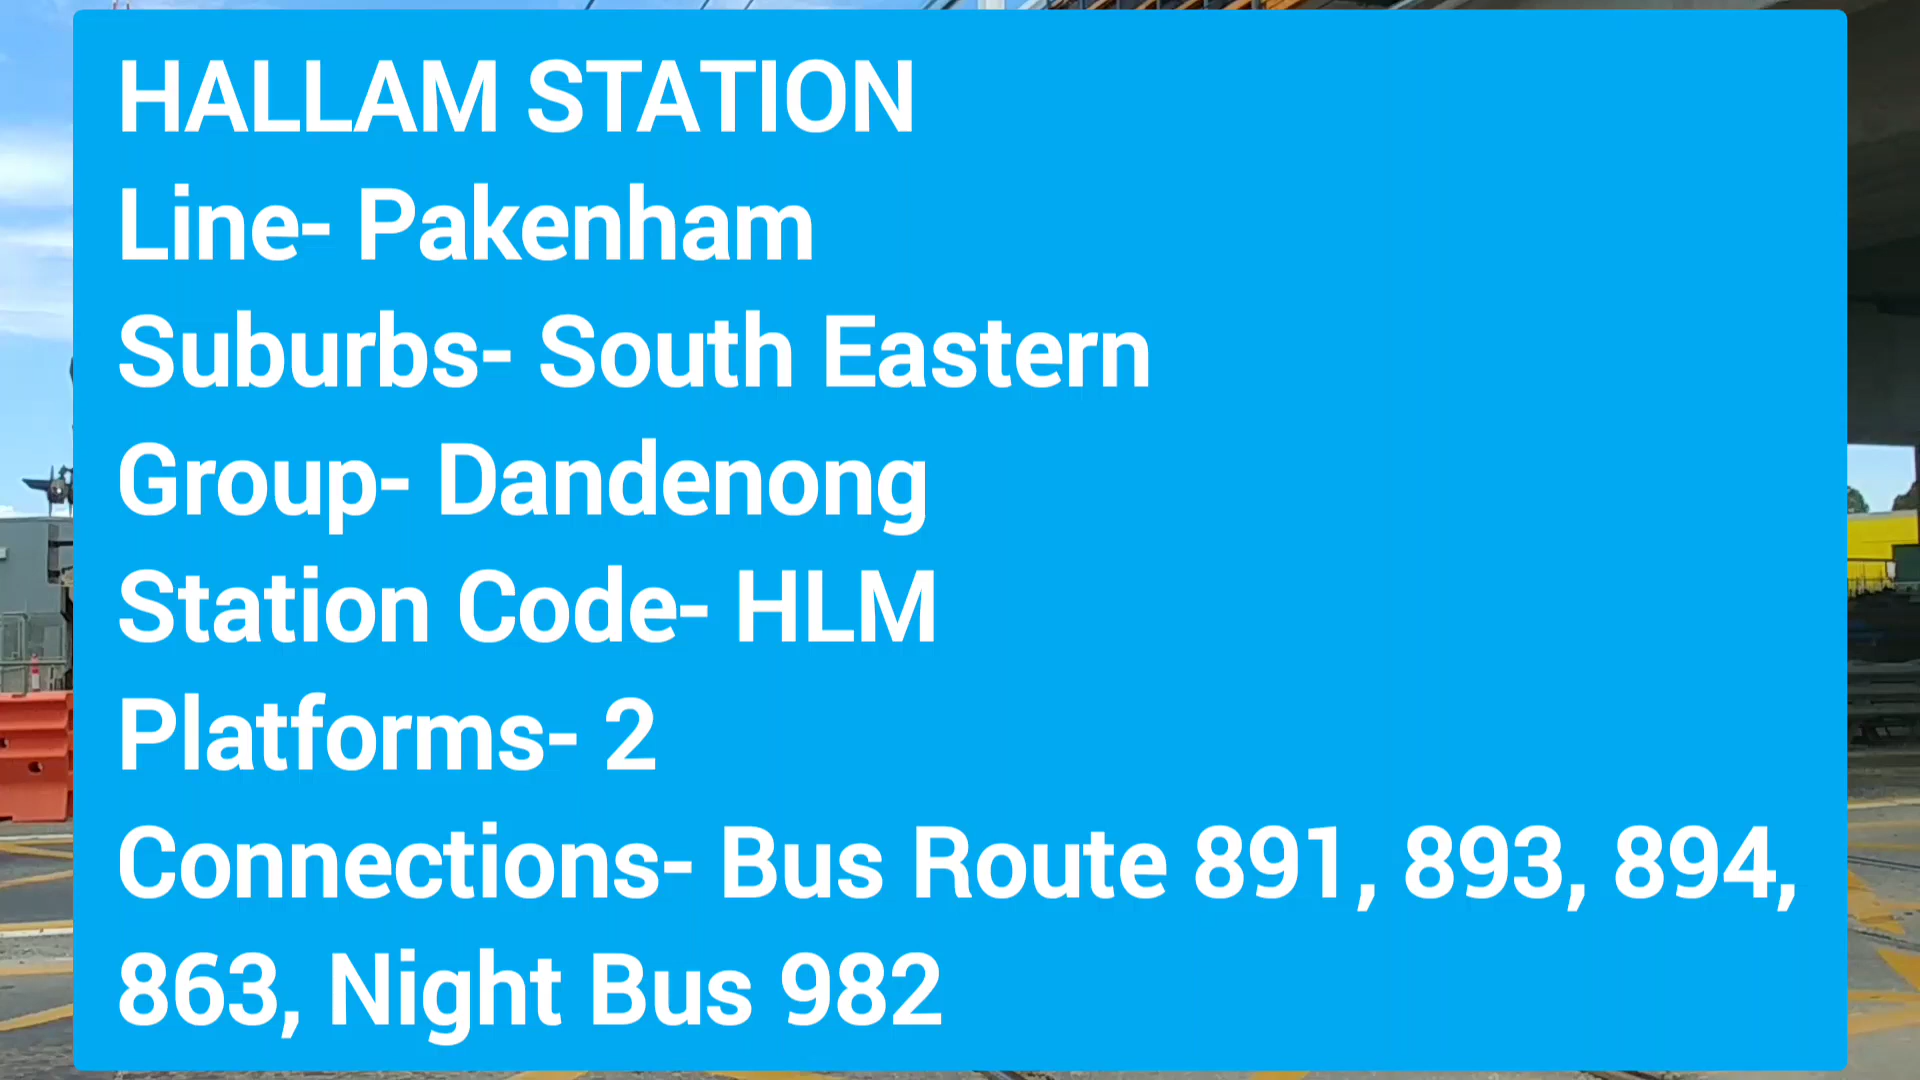 HALLAM STATION
Line- Pakenham
Suburbs- South Eastern
Group- Dandenong
Station Code- HLM
Platforms- 2
Connections- Bus Route 891, 893, 894,
863, Night Bus 982